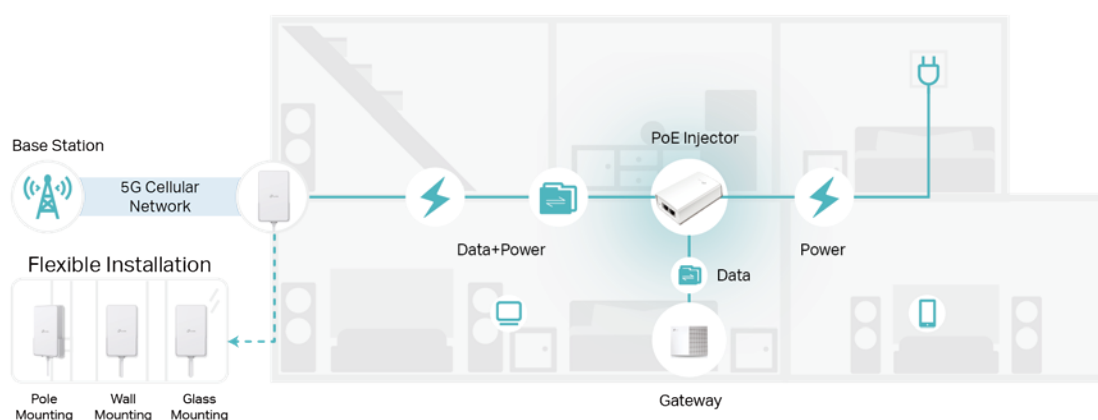 Base Station
5G Cellular
Network
PoE Injector
Data+Power
Power
Data
Gateway
Flexible Installation
Pole
Mounting
Wall
Mounting
Glass
Mounting